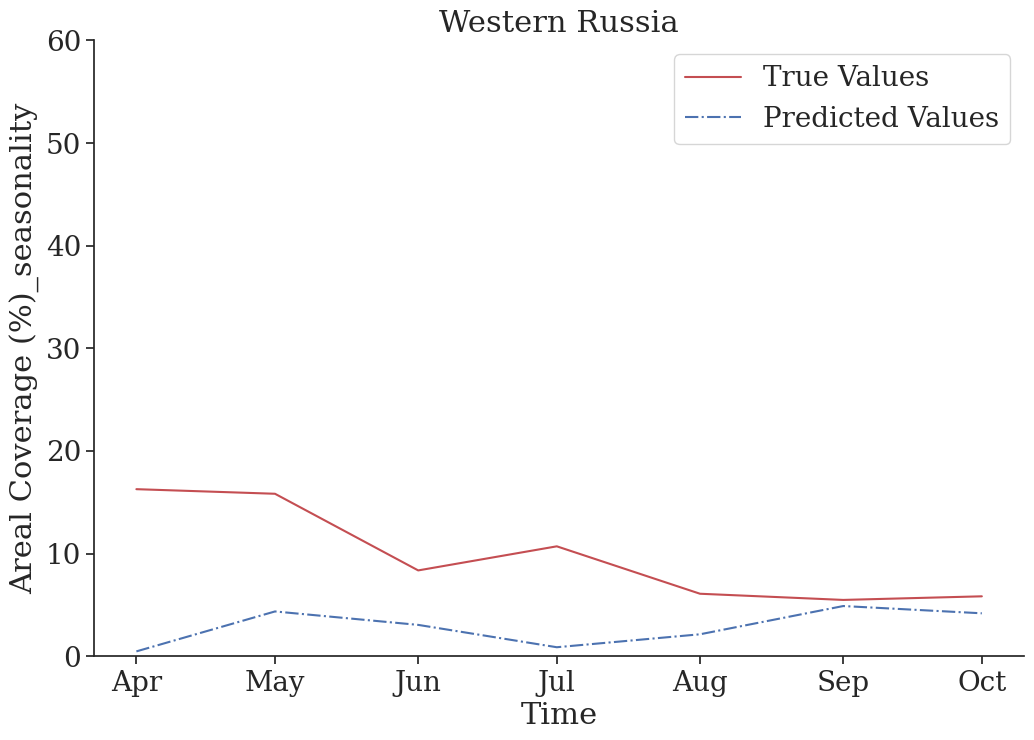 Western Russia
True Values
Predicted Values
Areal Coverage (%)_seasonality
60
50
40
30
20
10
0
Apr May Jun Jul Aug Sep Oct
Time